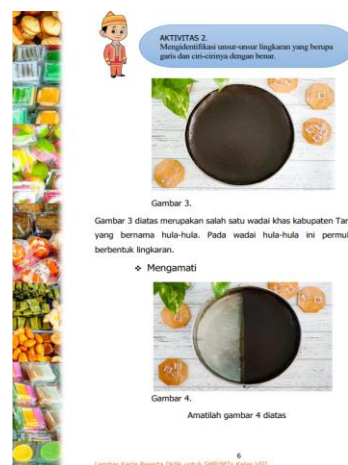 AKTIVITAS 2.
Mengidentifikasi unsur-unsur lingkaran yang berupa
garis dan ciri-cirinya dengan benar.
Gambar 3.
Gambar 3 diatas merupakan salah satu wadai khas kabupaten Tan
yang bernama hula-hula. Pada wadai hula-hula ini permuk
berbentuk lingkaran.
❖ Mengamati
Gambar 4.
Amatilah gambar 4 diatas
6
Lembar Kerja Peserta Didik untuk SMP/MTs Kelas VIII